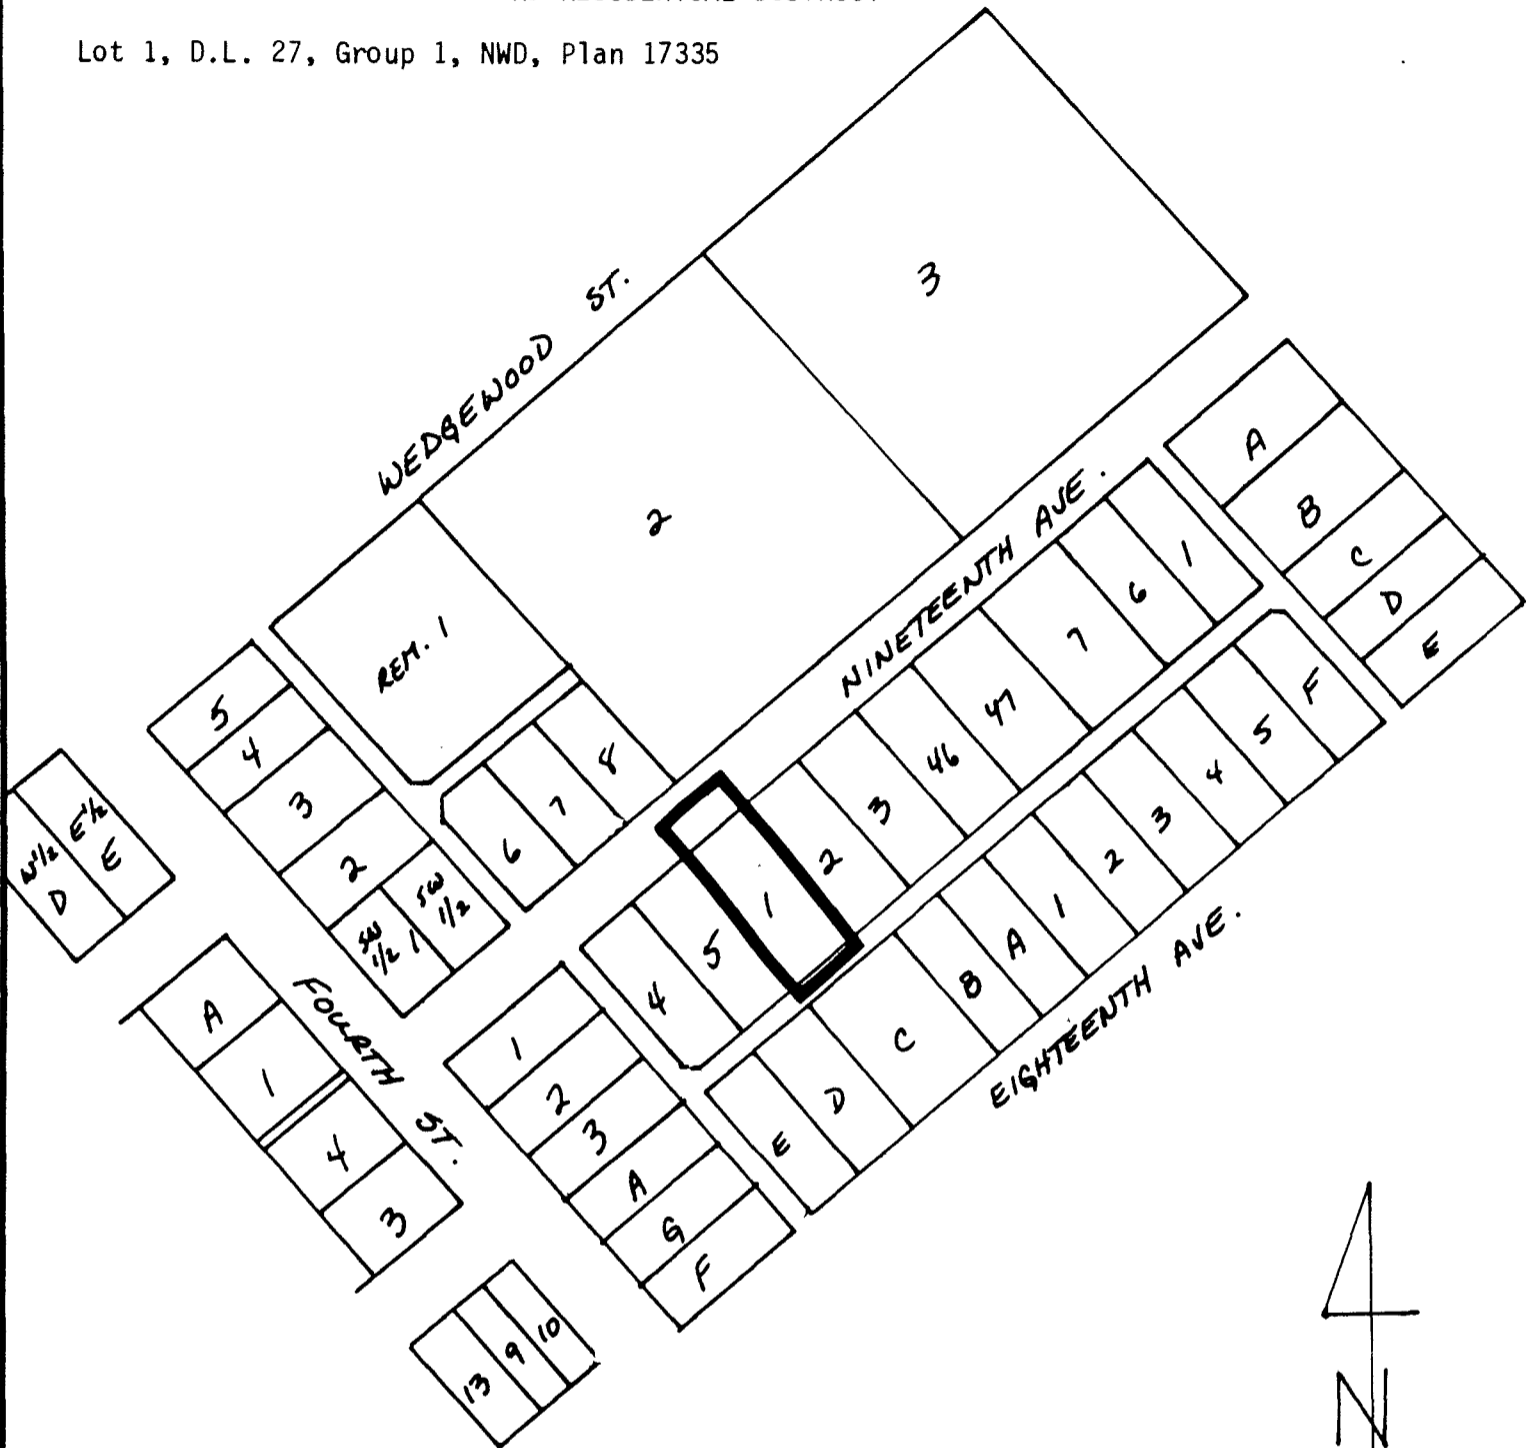 Lot 1, D.L. 27, Group 1, NWD, Plan 17335
WEDGEWOOD ST.
3
2
REM. 1
NINETEENTH AVE.
A
B
C
D
E
5
4
3
2
SW 1/2 1 SW 1/2
6
7
8
W 1/2 D
E 1/2 E
4
5
1
2
3
46
47
7
6
1
FOURTH ST.
A
1
4
3
1
2
3
A
G
F
E
D
C
B
A
1
2
3
4
5
F
EIGHTEENTH AVE.
13
9
10
N